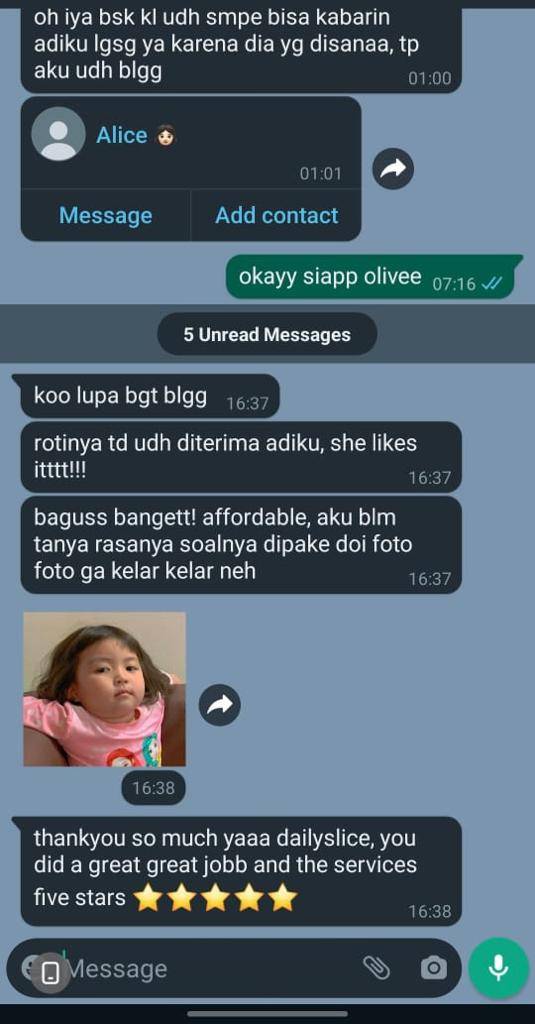 oh iya bsk kl udh smpe bisa kabarin
adiku lgsg ya karena dia yg disanaa, tp
aku udh blgg
01:00
Alice
01:01
Message
Add contact
okayy siapp olivee
07:16
5 Unread Messages
koo lupa bgt blgg
16:37
rotinya td udh diterima adiku, she likes
itttt!!!
16:37
baguss bangett! affordable, aku blm
tanya rasanya soalnya dipake doi foto
foto ga kelar kelar neh
16:37
16:38
thankyou so much yaaa dailyslice, you
did a great great jobb and the services
five stars ⭐⭐⭐⭐⭐
16:38
Message